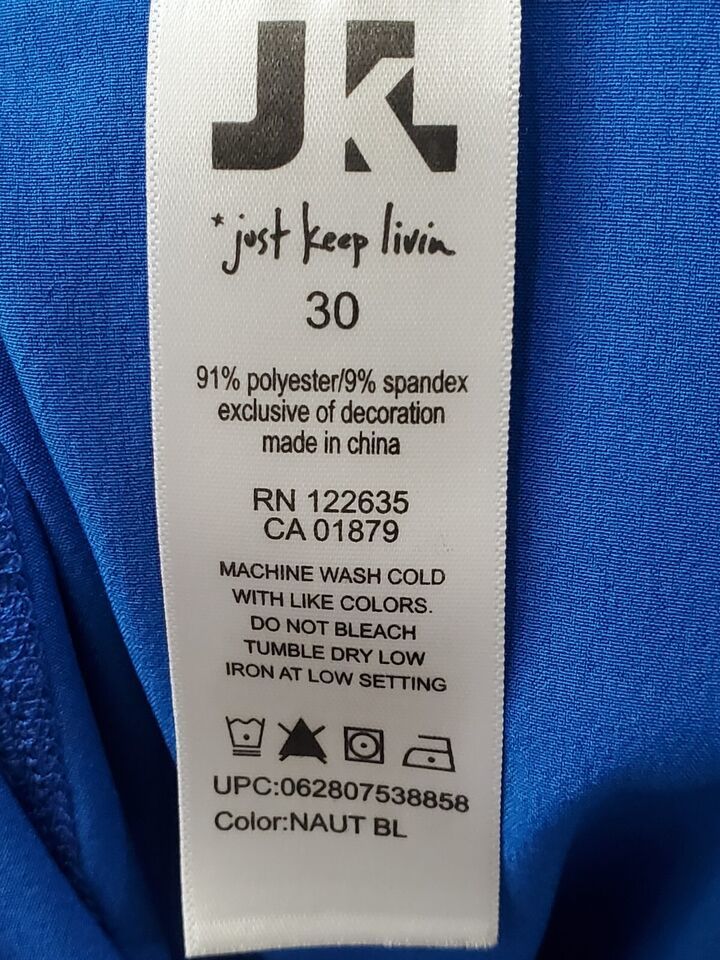 JKL
*just keep livin
30
91% polyester/9% spandex
exclusive of decoration
made in china
RN 122635
CA 01879
MACHINE WASH COLD
WITH LIKE COLORS.
DO NOT BLEACH
TUMBLE DRY LOW
IRON AT LOW SETTING
UPC:062807538858
Color:NAUT BL